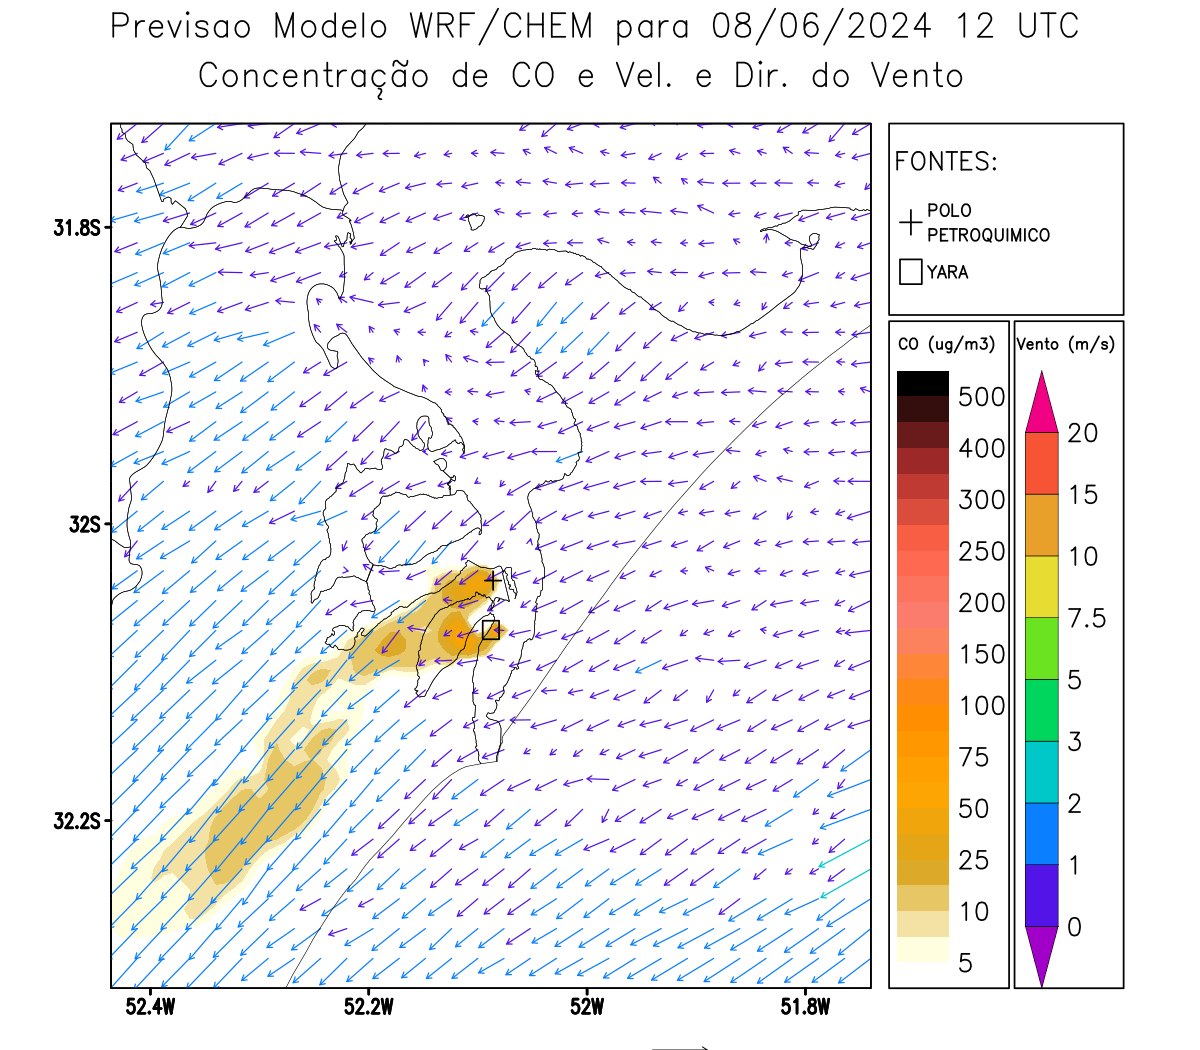 Previsao Modelo WRF/CHEM para 08/06/2024 12 UTC
Concentração de CO e Vel. e Dir. do Vento
FONTES:
POLO
PETROQUIMICO
YARA
CO (ug/m3)
500
400
300
250
200
150
100
75
50
25
10
5
Vento (m/s)
20
15
10
7.5
5
3
2
1
0
31.8S
32S
32.2S
52.4W 52.2W 52W 51.8W